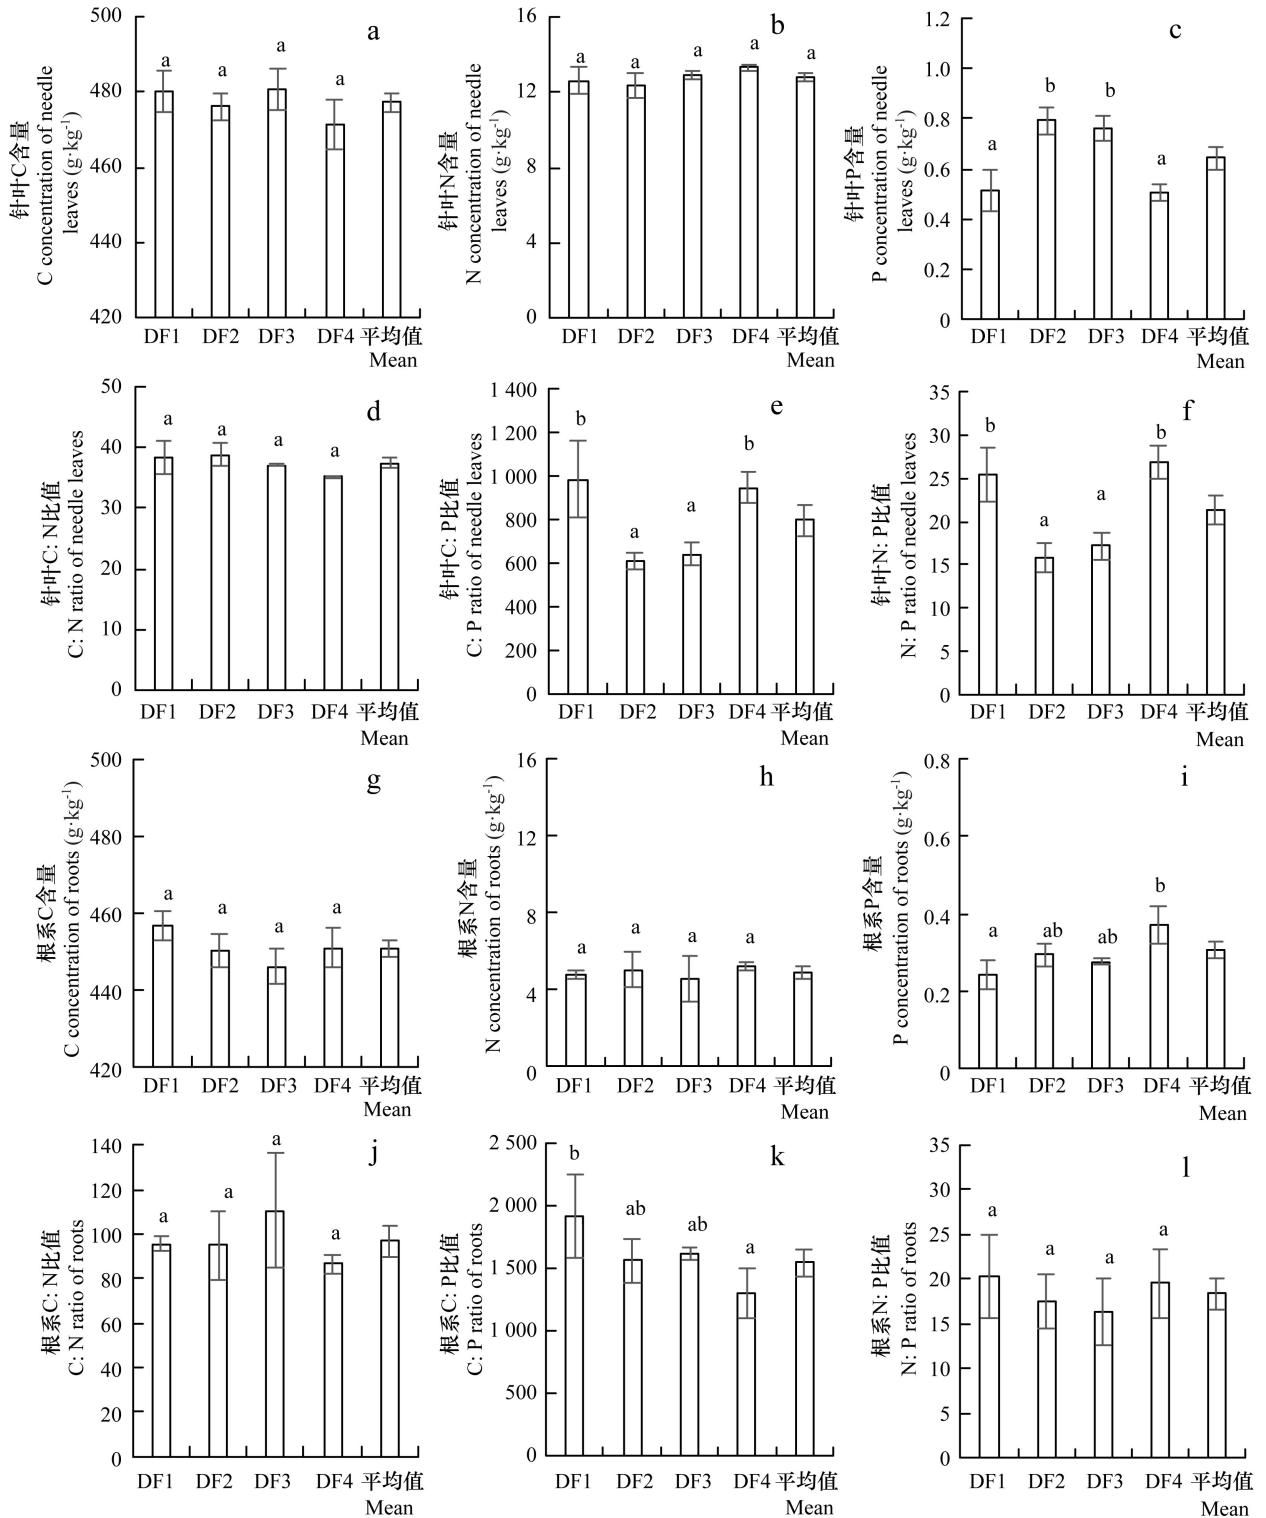 针叶C含量
C concentration of needle
leaves (g·kg-1)
500
480
460
440
420
a
a
a
a
a
DF1 DF2 DF3 DF4 平均值
Mean
针叶N含量
N concentration of needle
leaves (g·kg-1)
16
12
8
4
0
b
a
a
a
a
a
DF1 DF2 DF3 DF4 平均值
Mean
针叶P含量
P concentration of needle
leaves (g·kg-1)
1.2
1.0
0.8
0.6
0.4
0.2
0
c
a
b
b
a
DF1 DF2 DF3 DF4 平均值
Mean
针叶C: N比值
C: N ratio of needle leaves
50
40
30
20
10
0
d
a
a
a
a
DF1 DF2 DF3 DF4 平均值
Mean
针叶C: P比值
C: P ratio of needle leaves
1 400
1 200
1 000
800
600
400
200
0
e
b
a
a
b
DF1 DF2 DF3 DF4 平均值
Mean
针叶N: P比值
N: P ratio of needle leaves
35
30
25
20
15
10
5
0
f
b
a
a
b
DF1 DF2 DF3 DF4 平均值
Mean
根系C含量
C concentration of roots (g·kg-1)
500
480
460
440
420
g
a
a
a
a
DF1 DF2 DF3 DF4 平均值
Mean
根系N含量
N concentration of roots (g·kg-1)
16
12
8
4
0
h
a
a
a
a
DF1 DF2 DF3 DF4 平均值
Mean
根系P含量
P concentration of roots (g·kg-1)
0.8
0.6
0.4
0.2
0
i
a
ab
ab
b
DF1 DF2 DF3 DF4 平均值
Mean
根系C: N比值
C: N ratio of roots
140
120
100
80
60
40
20
0
j
a
a
a
a
DF1 DF2 DF3 DF4 平均值
Mean
根系C: P比值
C: P ratio of roots
2 500
2 000
1 500
1 000
500
0
k
b
ab
ab
a
DF1 DF2 DF3 DF4 平均值
Mean
根系N: P比值
N: P ratio of roots
35
30
25
20
15
10
5
0
l
a
a
a
a
DF1 DF2 DF3 DF4 平均值
Mean